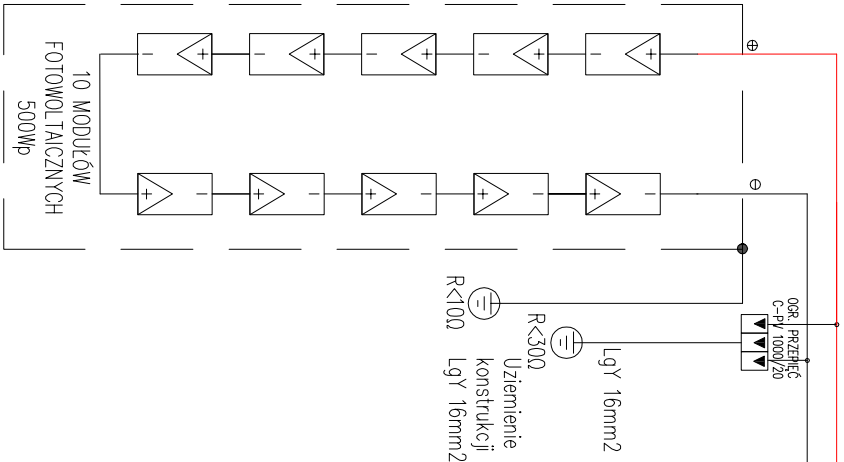 10 MODUŁÓW
FOTOWOLTAICZNYCH
500Wp
OGR. PRZEPIĘĆ
C-PV 1000/20
R<10Ω
R<30Ω
LgY 16mm2
Uziemienie
konstrukcji
LgY 16mm2